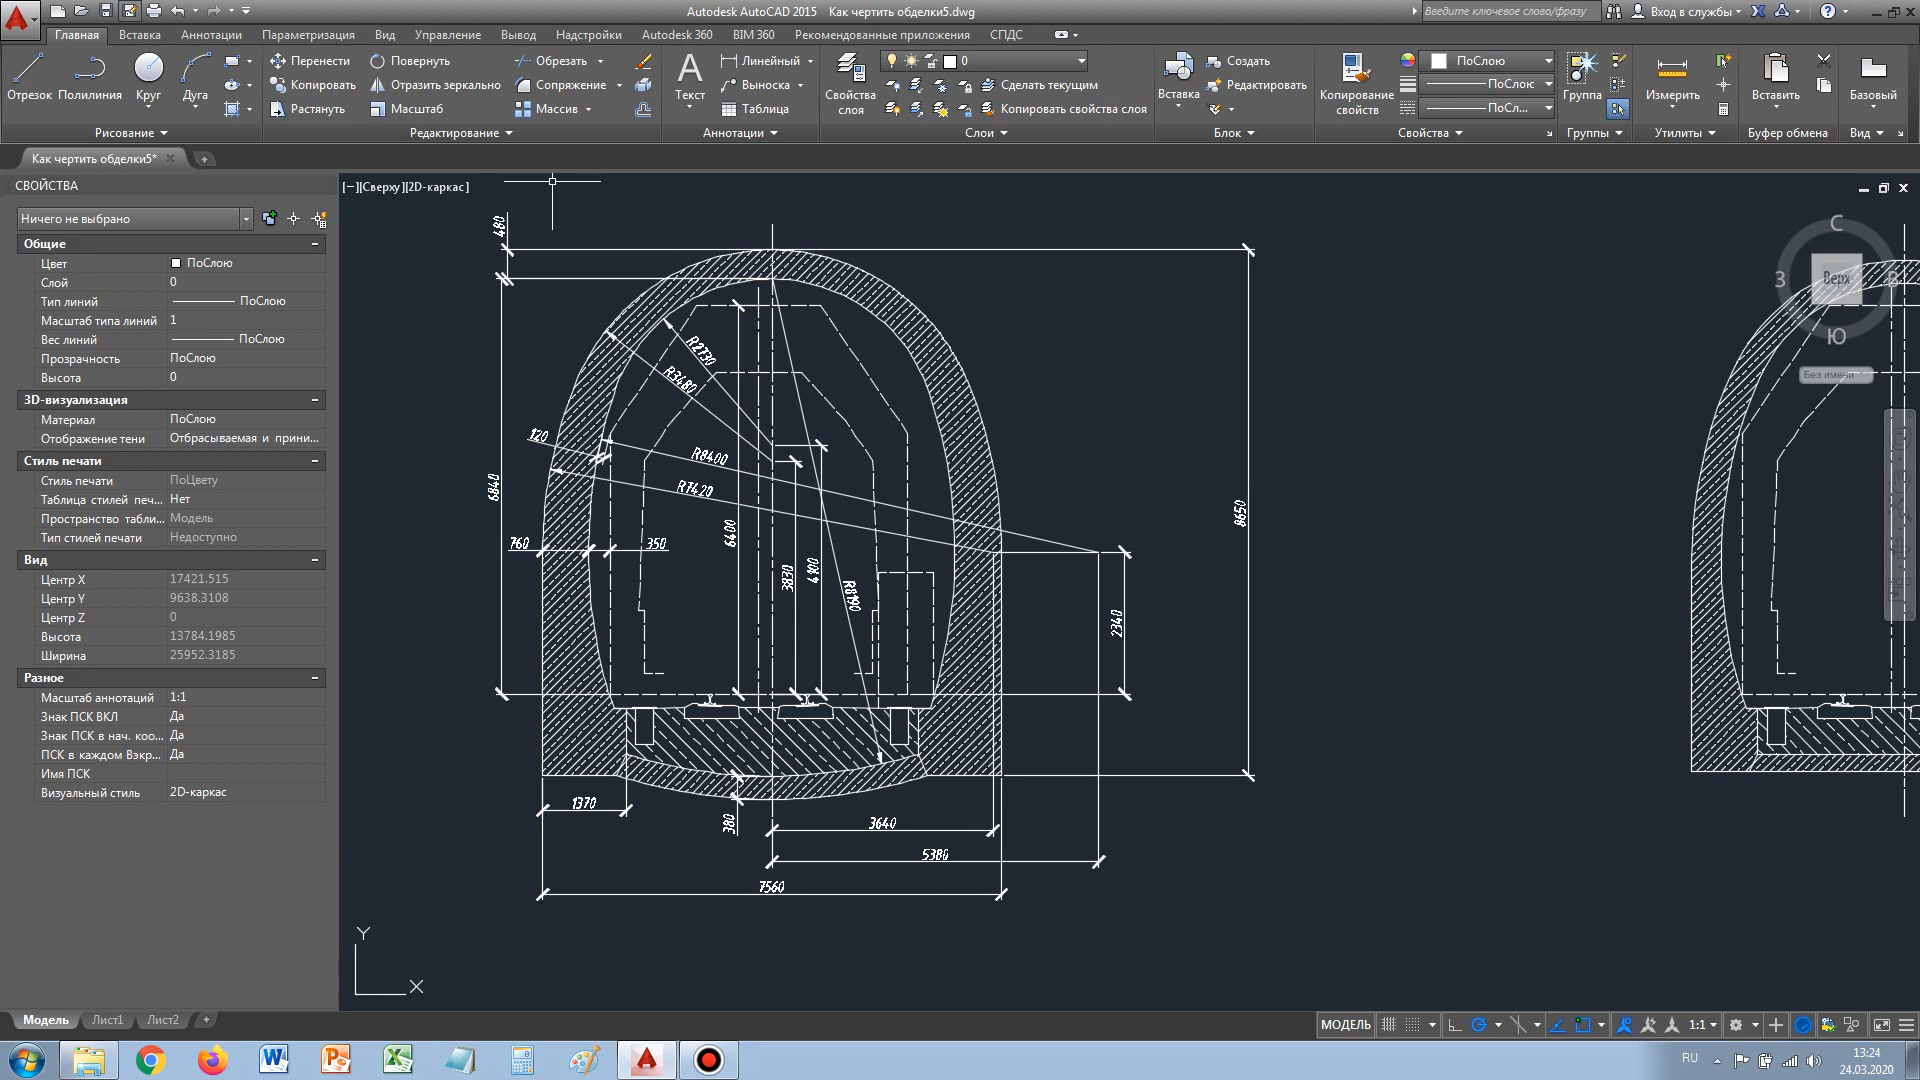 Autodesk AutoCAD 2015 Как чертить обделки5.dwg
Введите ключевое слово/фразу
Вход в службы
Главная Вставка Аннотации Параметризация Вид Управление Вывод Надстройки Autodesk 360 BIM 360 Рекомендованные приложения СПДС
Отрезок Полилиния Круг Дуга
Перенести Повернуть Обрезать
Копировать Отразить зеркально Сопряжение
Растянуть Масштаб Массив
Текст Линейный
Выноска
Таблица
Свойства слоя
0
Сделать текущим
Копировать свойства слоя
Вставка
Создать
Редактировать
Копирование свойств
ПоСлою
ПоСлок
ПоСл...
Группа
Измерить
Вставить
Базовый
Рисование Редактирование Аннотации Слои Блок Свойства Группы Утилиты Буфер обмена Вид
Как чертить обделки5*
СВОЙСТВА
Ничего не выбрано
Общие
Цвет ПоСлою
Слой 0
Тип линий ПоСлою
Масштаб типа линий 1
Вес линий ПоСлою
Прозрачность ПоСлою
Высота 0
3D-визуализация
Материал ПоСлою
Отображение тени Отбрасываемая и прини...
Стиль печати
Стиль печати ПоЦвету
Таблица стилей печ... Нет
Пространство табли... Модель
Тип стилей печати Недоступно
Вид
Центр X 17421.515
Центр Y 9638.3108
Центр Z 0
Высота 13784.1985
Ширина 25952.3185
Разное
Масштаб аннотаций 1:1
Знак ПСК ВКЛ Да
Знак ПСК в нач. коо... Да
ПСК в каждом Вэкр... Да
Имя ПСК
Визуальный стиль 2D-каркас
[−][Сверху][2D-каркас]
480
R2730
R3480
120
R8400
R7420
6840
6400
760
350
3830
4100
R8190
8650
2340
1370
380
3640
5380
7560
Y
X
С
З
Верх
В
Ю
Без имени
Модель Лист1 Лист2
МОДЕЛЬ
1:1
RU
13:24
24.03.2020